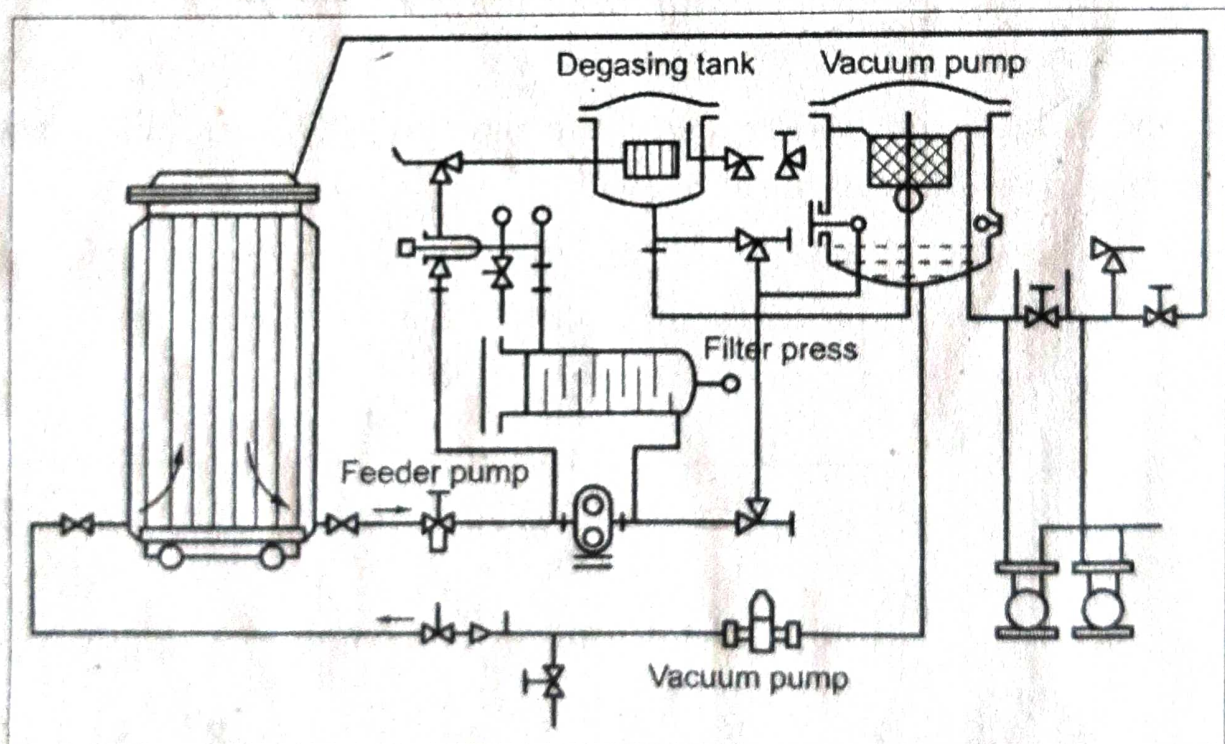 Degasing tank
Vacuum pump
Filter press
Feeder pump
Vacuum pump